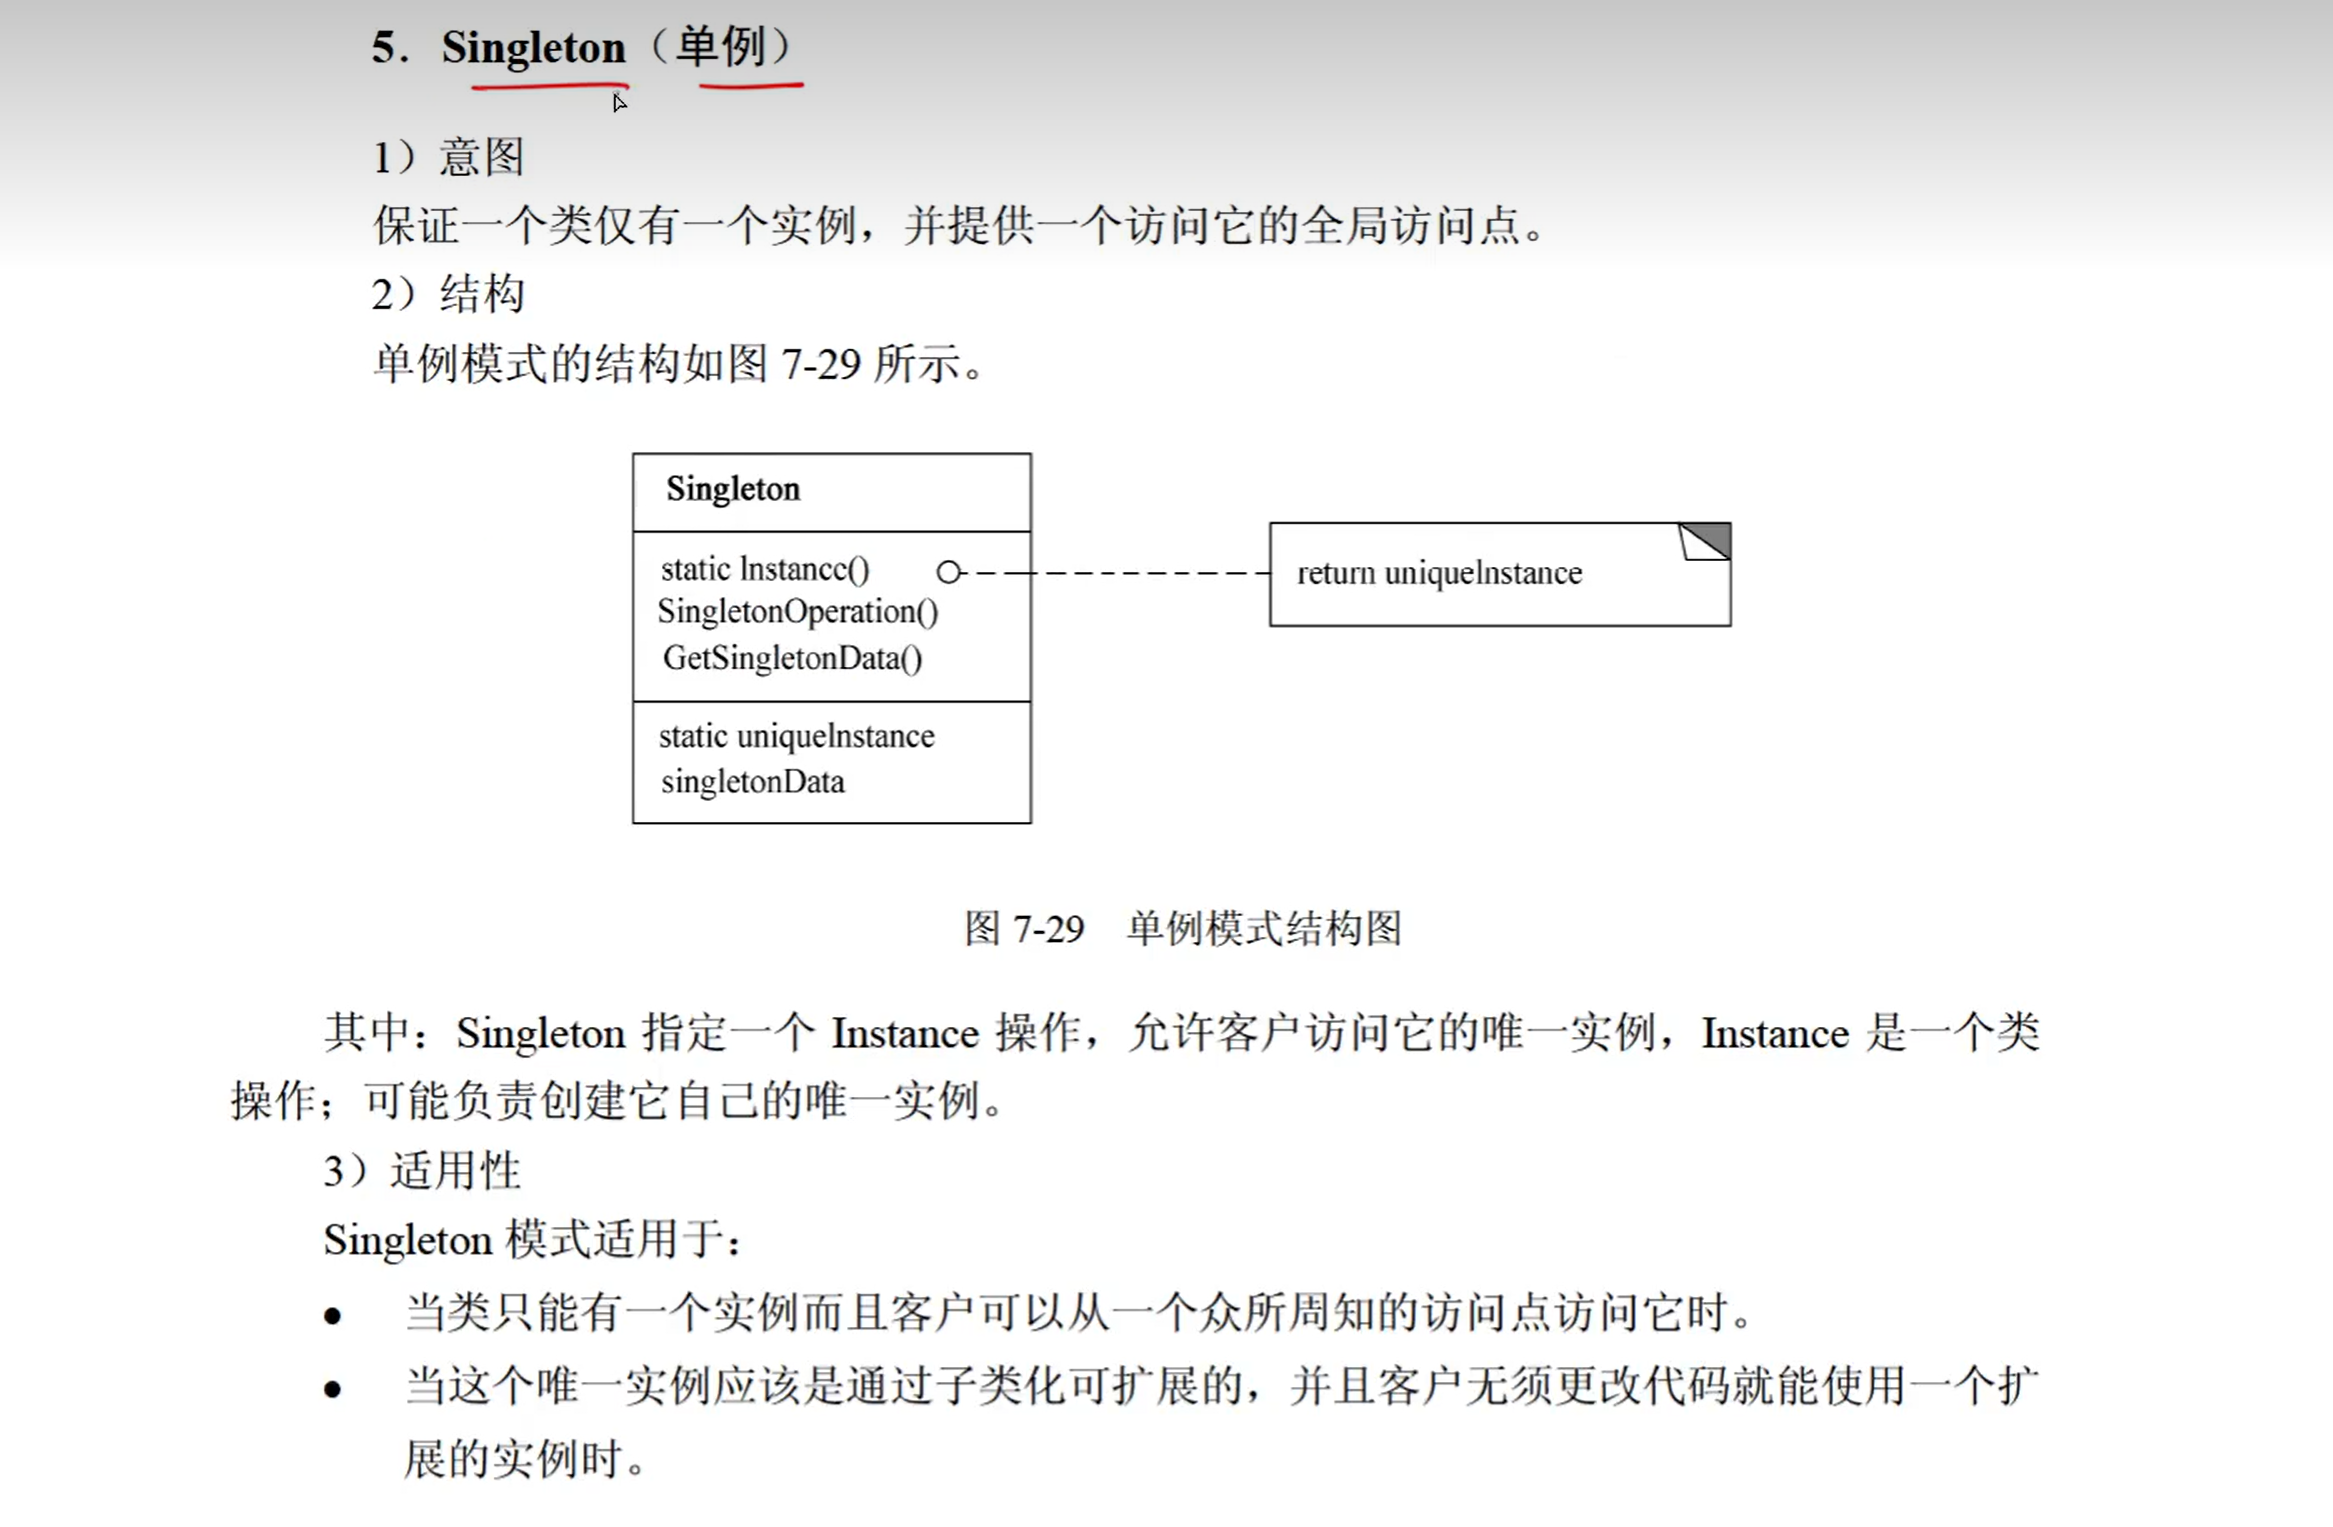 5. Singleton（单例）
1）意图
保证一个类仅有一个实例，并提供一个访问它的全局访问点。
2）结构
单例模式的结构如图 7-29 所示。
Singleton
static Instance()
SingletonOperation()
GetSingletonData()
return uniqueInstance
static uniqueInstance
singletonData
图 7-29 单例模式结构图
其中：Singleton 指定一个 Instance 操作，允许客户访问它的唯一实例，Instance 是一个类
操作；可能负责创建它自己的唯一实例。
3）适用性
Singleton 模式适用于：
● 当类只能有一个实例而且客户可以从一个众所周知的访问点访问它时。
● 当这个唯一实例应该是通过子类化可扩展的，并且客户无须更改代码就能使用一个扩
展的实例时。